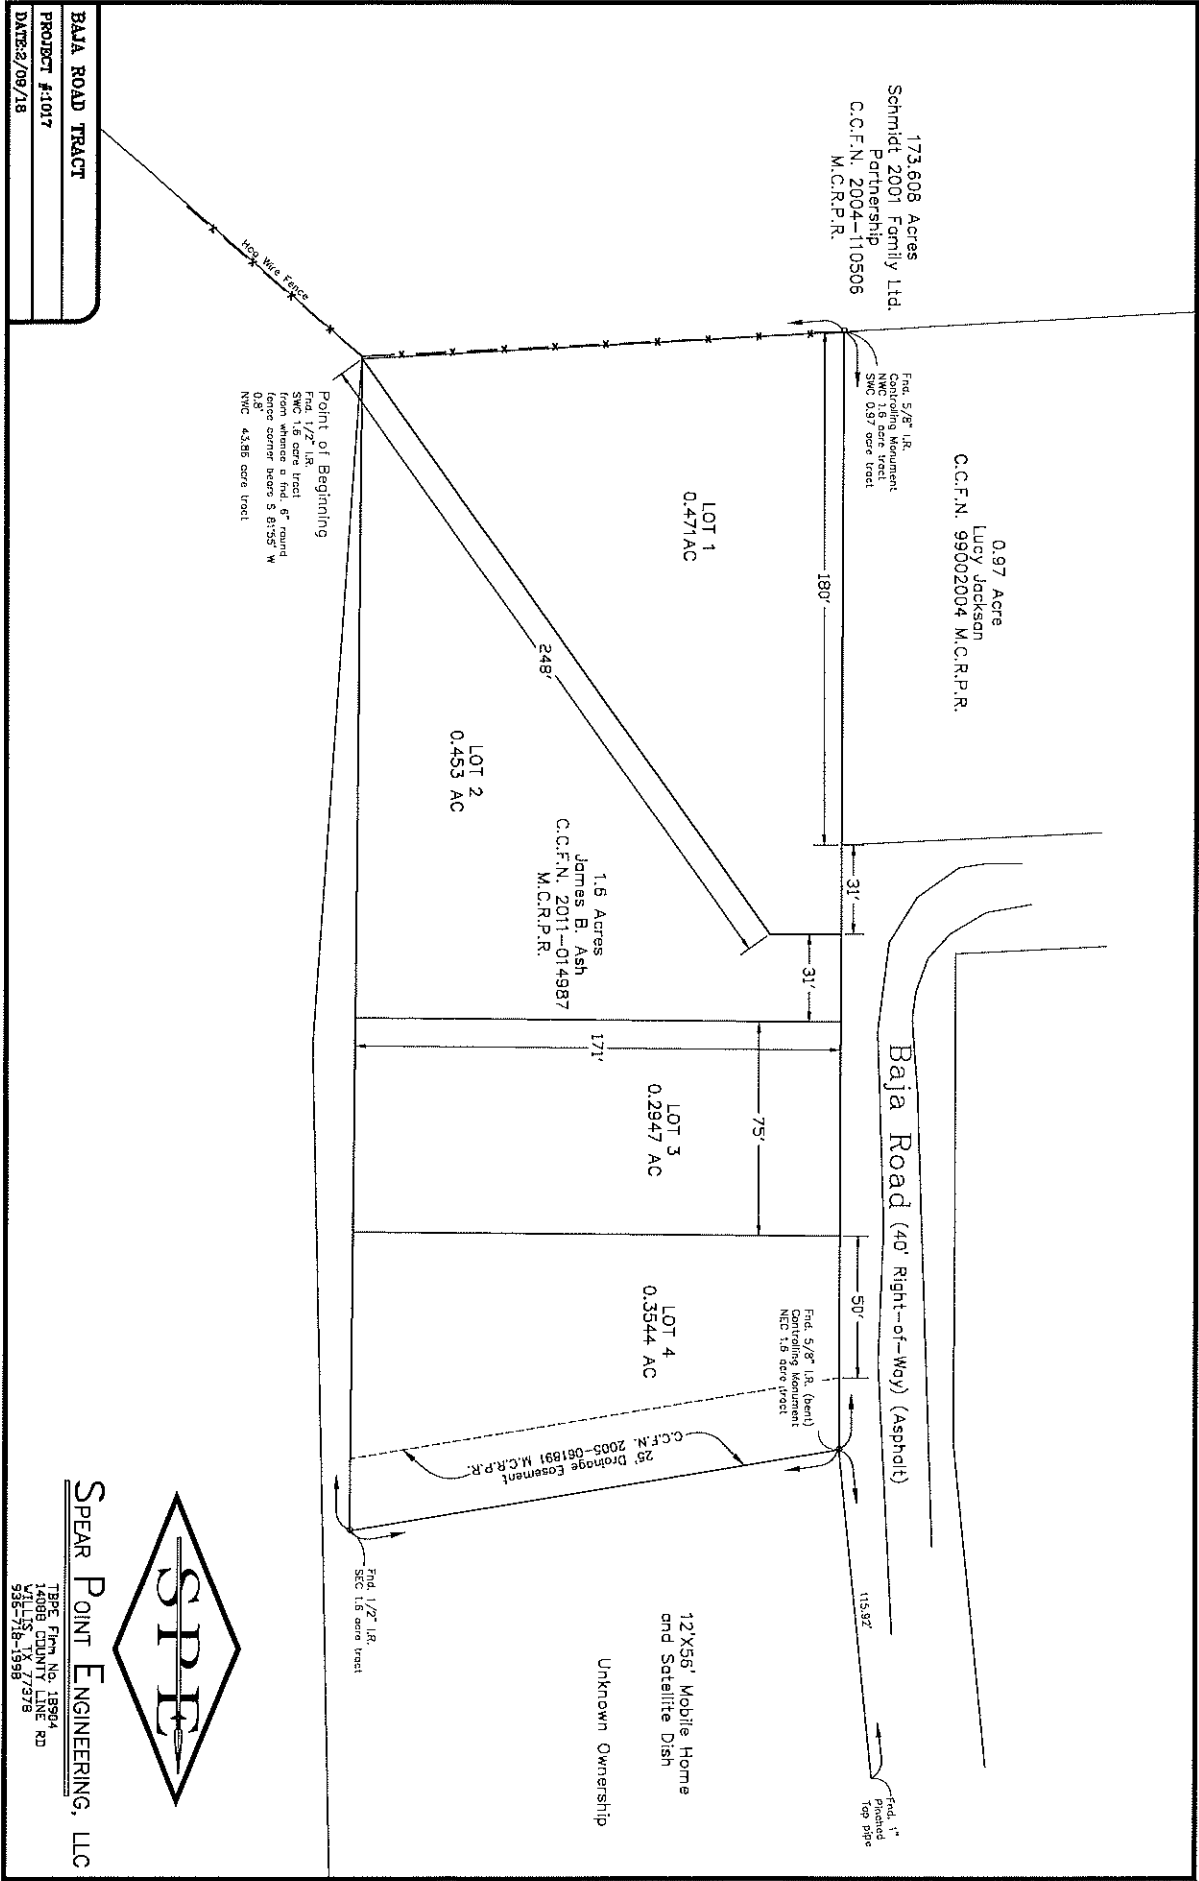 173.608 Acres
Schmidt 2001 Family Ltd.
Partnership
C.C.F.N. 2004-110506
M.C.R.P.R.
0.97 Acre
Lucy Jackson
C.C.F.N. 99002004 M.C.R.P.R.
Fnd. 5/8" I.R.
Controlling Monument
NWC 1.6 acre tract
SWC 0.97 acre tract
Baja Road (40' Right-of-Way) (Asphalt)
180'
31'
31'
75'
50'
171'
248'
115.92'
LOT 1
0.471AC
LOT 2
0.453 AC
1.6 Acres
James B. Ash
C.C.F.N. 2011-014987
M.C.R.P.R.
LOT 3
0.2947 AC
LOT 4
0.3544 AC
Fnd. 5/8" I.R. (bent)
Controlling Monument
NEC 1.6 acre tract
25' Drainage Easement
C.C.F.N. 2005-061891 M.C.R.P.R.
Fnd. 1"
Pinched
Top pipe
12'X56' Mobile Home
and Satellite Dish
Unknown Ownership
Hog Wire Fence
Point of Beginning
Fnd. 1/2" I.R.
SWC 1.6 acre tract
from whence a fnd. 6" round
fence corner bears S 81°55' W
0.8'
NWC 43.86 acre tract
Fnd. 1/2" I.R.
SEC 1.6 acre tract
BAJA ROAD TRACT
PROJECT #:1017
DATE:2/09/18
SPE
SPEAR POINT ENGINEERING, LLC
TBPE Firm No. 18904
14088 COUNTY LINE RD
WILLIS, TX 77378
936-718-1998